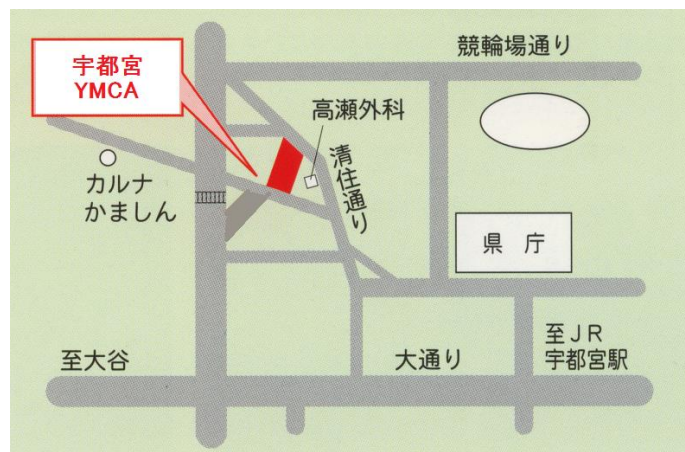 競輪場通り
宇都宮
YMCA
高瀬外科
清住通り
カルナ
かましん
県 庁
至大谷
大通り
至JR
宇都宮駅